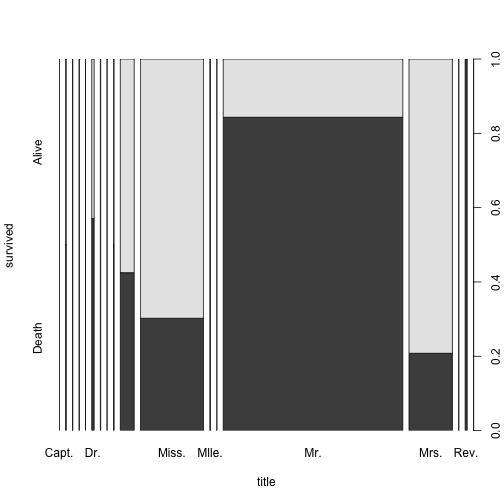 survived
Alive
Death
1.0
0.8
0.6
0.4
0.2
0.0
Capt. Dr. Miss. Mlle. Mr. Mrs. Rev.
title